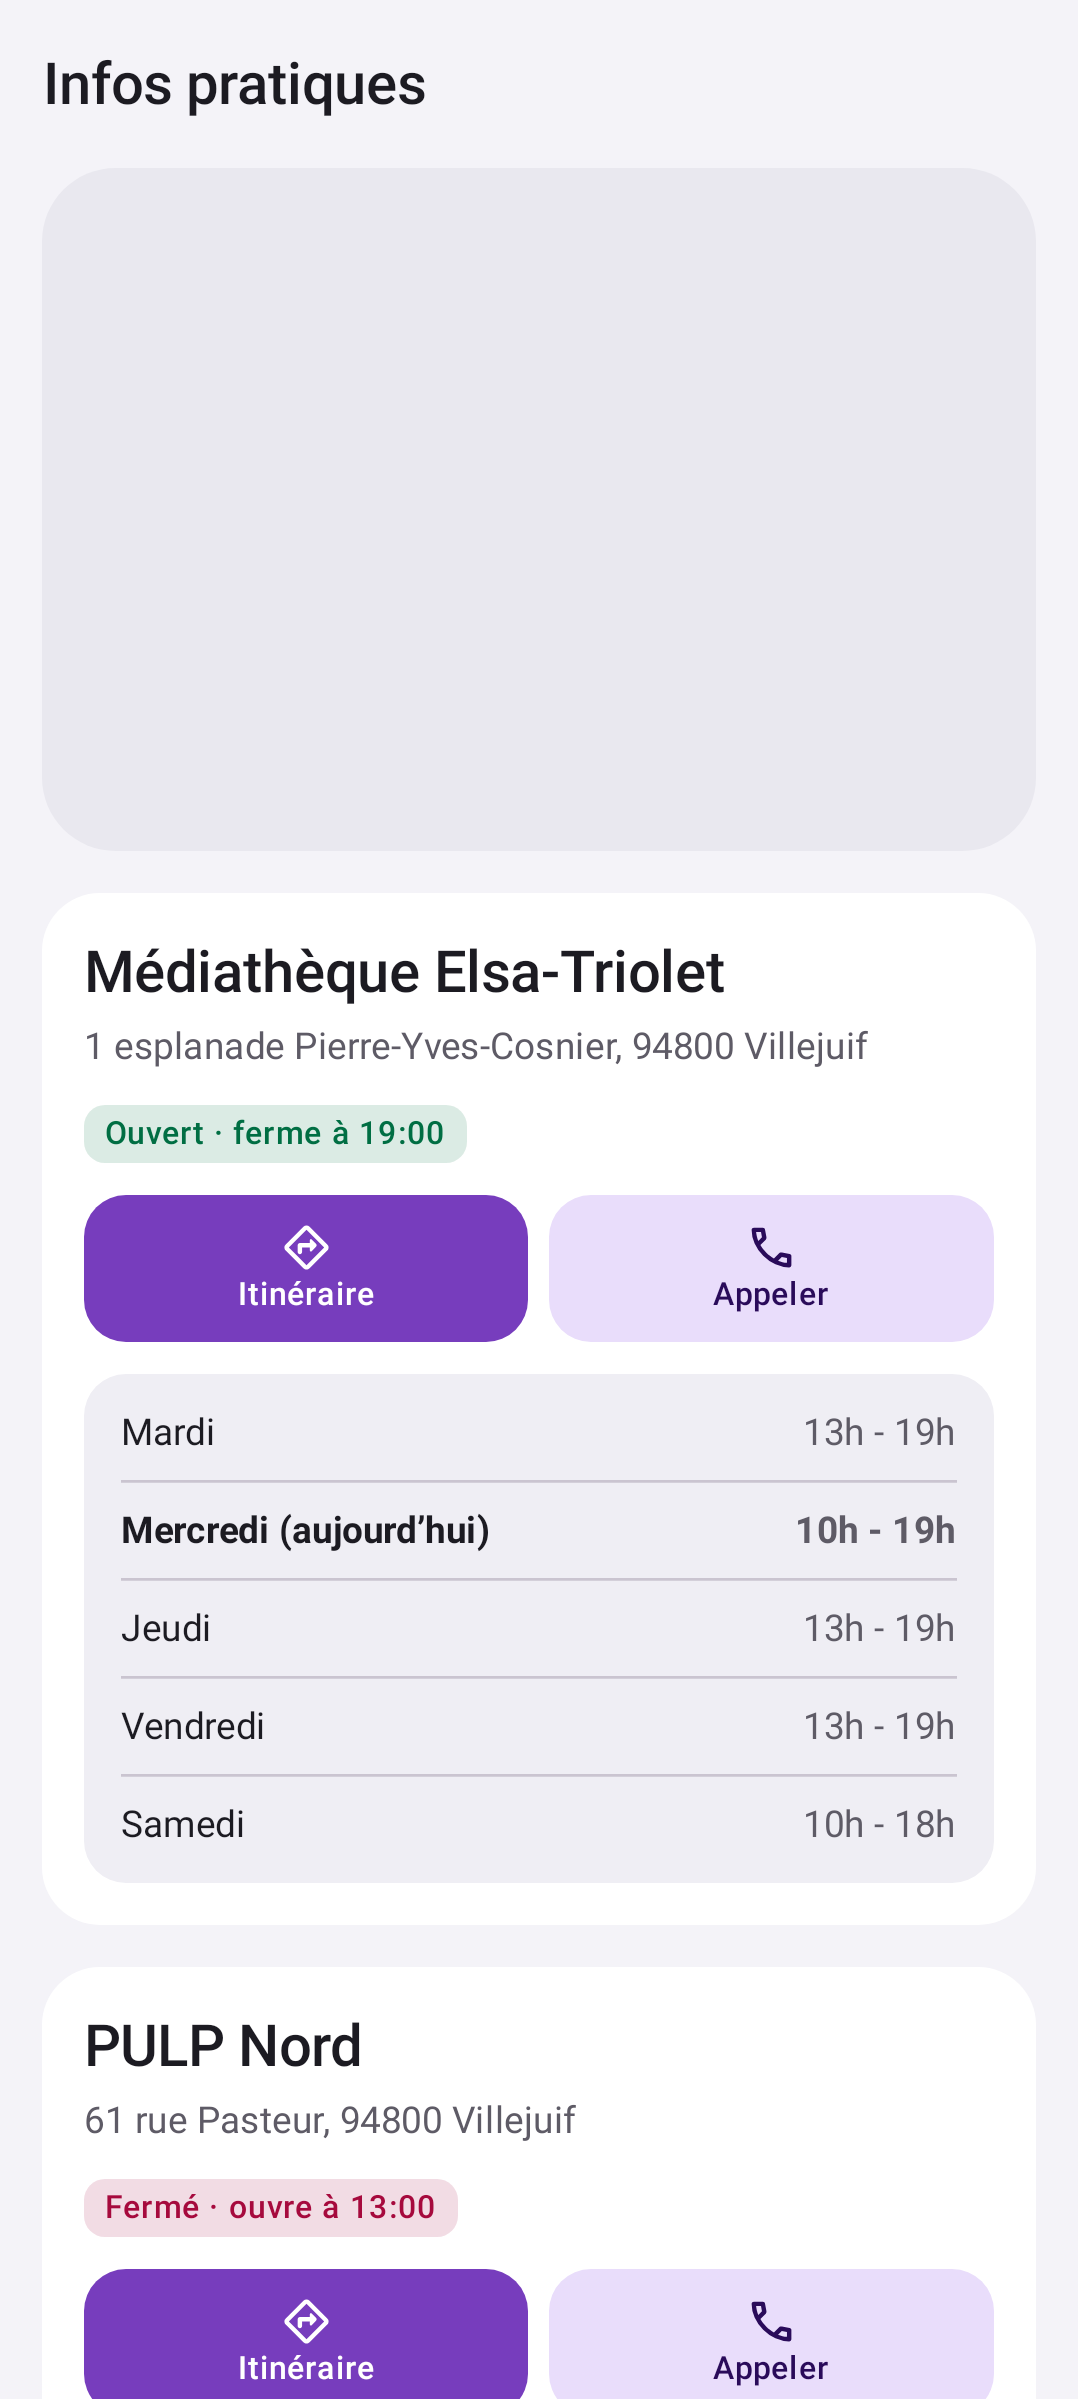 Infos pratiques
Médiathèque Elsa-Triolet
1 esplanade Pierre-Yves-Cosnier, 94800 Villejuif
Ouvert · ferme à 19:00
Itinéraire
Appeler
Mardi 13h - 19h
Mercredi (aujourd’hui) 10h - 19h
Jeudi 13h - 19h
Vendredi 13h - 19h
Samedi 10h - 18h
PULP Nord
61 rue Pasteur, 94800 Villejuif
Fermé · ouvre à 13:00
Itinéraire
Appeler